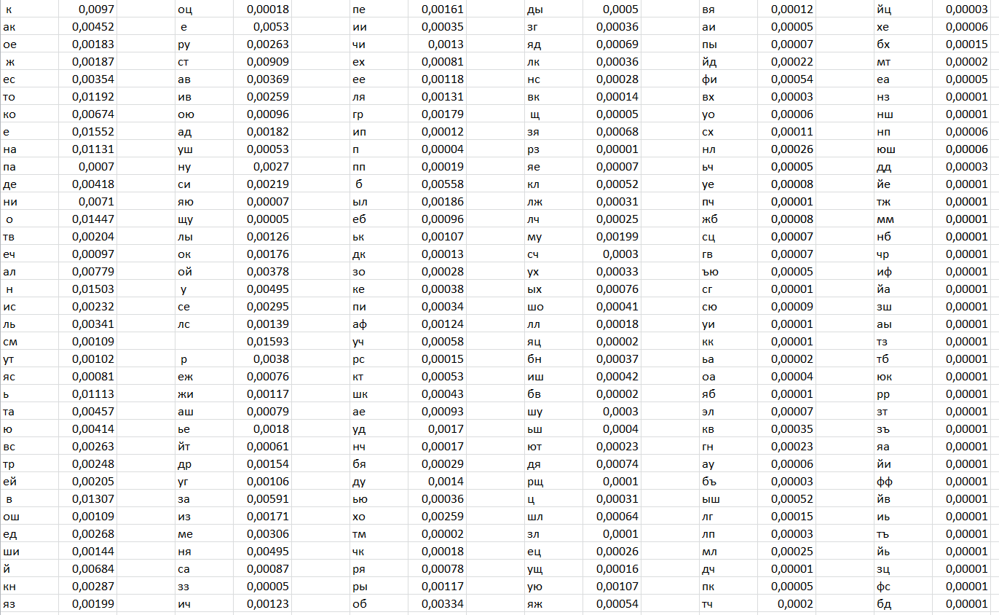 к 0,0097 оц 0,00018 пе 0,00161 ды 0,0005 вя 0,00012 йц 0,00003
ак 0,00452 е 0,0053 ии 0,00035 зг 0,00036 аи 0,00005 хе 0,00006
ое 0,00183 ру 0,00263 чи 0,0013 яд 0,00069 пы 0,00007 бх 0,00015
ж 0,00187 ст 0,00909 ех 0,00081 лк 0,00036 йд 0,00022 мт 0,00002
ес 0,00354 ав 0,00369 ее 0,00118 нс 0,00028 фи 0,00054 еа 0,00005
то 0,01192 ив 0,00259 ля 0,00131 вк 0,00014 вх 0,00003 нз 0,00001
ко 0,00674 ою 0,00096 гр 0,00179 щ 0,00005 уо 0,00006 нш 0,00001
е 0,01552 ад 0,00182 ип 0,00012 зя 0,00068 сх 0,00011 нп 0,00006
на 0,01131 уш 0,00053 п 0,00004 рз 0,00001 нл 0,00026 юш 0,00006
па 0,0007 ну 0,0027 пп 0,00019 яе 0,00007 ьч 0,00005 дд 0,00003
де 0,00418 си 0,00219 б 0,00558 кл 0,00052 уе 0,00008 йе 0,00001
ни 0,0071 яю 0,00007 ыл 0,00186 лж 0,00031 пч 0,00001 тж 0,00001
о 0,01447 щу 0,00005 еб 0,00096 лч 0,00025 жб 0,00008 мм 0,00001
тв 0,00204 лы 0,00126 ьк 0,00107 му 0,00199 сц 0,00007 нб 0,00001
еч 0,00097 ок 0,00176 дк 0,00013 сч 0,0003 гв 0,00007 чр 0,00001
ал 0,00779 ой 0,00378 зо 0,00028 ух 0,00033 ъю 0,00005 иф 0,00001
н 0,01503 у 0,00495 ке 0,00038 ых 0,00076 сг 0,00001 йа 0,00001
ис 0,00232 се 0,00295 пи 0,00034 шо 0,00041 сю 0,00009 зш 0,00001
ль 0,00341 лс 0,00139 аф 0,00124 лл 0,00018 уи 0,00001 аы 0,00001
см 0,00109 0,01593 уч 0,00058 яц 0,00002 кк 0,00001 тз 0,00001
ут 0,00102 р 0,0038 рс 0,00015 бн 0,00037 ьа 0,00002 тб 0,00001
яс 0,00081 еж 0,00076 кт 0,00053 иш 0,00042 оа 0,00004 юк 0,00001
ь 0,01113 жи 0,00117 шк 0,00043 бв 0,00002 яб 0,00001 рр 0,00001
та 0,00457 аш 0,00079 ае 0,00093 шу 0,0003 эл 0,00007 зт 0,00001
ю 0,00414 ье 0,0018 уд 0,0017 ьш 0,0004 кв 0,00035 зъ 0,00001
вс 0,00263 йт 0,00061 нч 0,00017 ют 0,00023 гн 0,00023 яа 0,00001
тр 0,00248 др 0,00154 бя 0,00029 дя 0,00074 ау 0,00006 йи 0,00001
ей 0,00205 уг 0,00106 ду 0,0014 рщ 0,0001 бъ 0,00003 фф 0,00001
в 0,01307 за 0,00591 ью 0,00036 ц 0,00031 ыш 0,00052 йв 0,00001
ош 0,00109 из 0,00171 хо 0,00259 шл 0,00064 лг 0,00015 иь 0,00001
ед 0,00268 ме 0,00306 тм 0,00002 зл 0,0001 лп 0,00003 тъ 0,00001
ши 0,00144 ня 0,00495 чк 0,00018 ец 0,00026 мл 0,00025 йь 0,00001
й 0,00684 са 0,00087 ря 0,00078 ущ 0,00016 дч 0,00001 зц 0,00001
кн 0,00287 зз 0,00005 ры 0,00117 ую 0,00107 пк 0,00005 фс 0,00001
яз 0,00199 ич 0,00123 об 0,00334 яж 0,00054 тч 0,0002 бд 0,00001